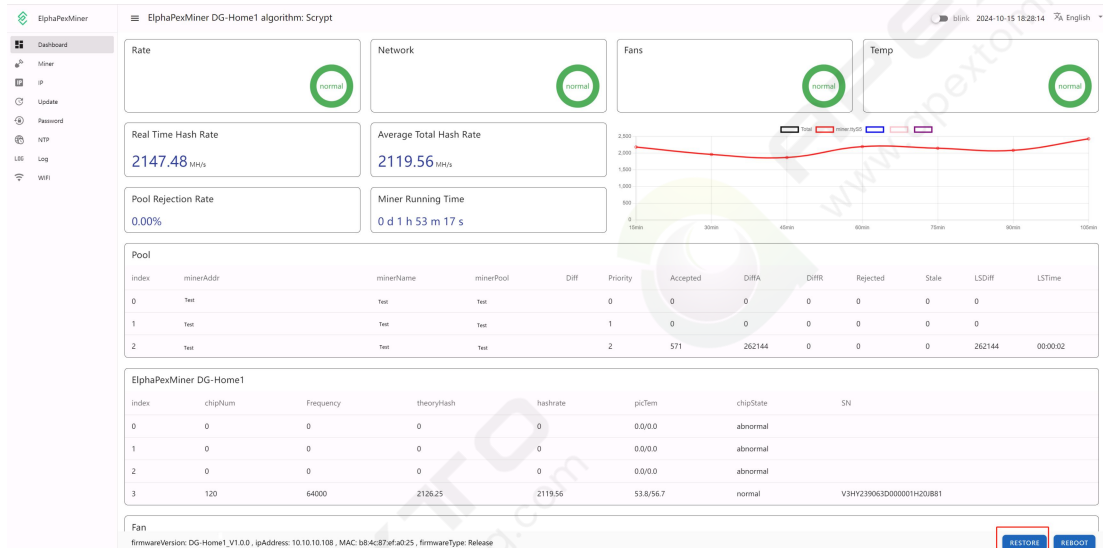 ElphaPexMiner
ElphaPexMiner DG-Home1 algorithm: Scrypt
blink 2024-10-15 18:28:14 English
Dashboard
Miner
IP
Update
Password
NTP
LOG Log
WIFI
Rate
normal
Network
normal
Fans
normal
Temp
normal
Real Time Hash Rate
2147.48 MH/s
Average Total Hash Rate
2119.56 MH/s
Pool Rejection Rate
0.00%
Miner Running Time
0 d 1 h 53 m 17 s
Total miner.ttyS5
2,500
2,000
1,500
1,000
500
0
15min 30min 45min 60min 75min 90min 105min
Pool
index minerAddr minerName minerPool Diff Priority Accepted DiffA DiffR Rejected Stale LSDiff LSTime
0 Test Test Test 0 0 0 0 0 0 0
1 Test Test Test 1 0 0 0 0 0 0
2 Test Test Test 2 571 262144 0 0 0 262144 00:00:02
ElphaPexMiner DG-Home1
index chipNum Frequency theoryHash hashrate picTem chipState SN
0 0 0 0 0 0.0/0.0 abnormal
1 0 0 0 0 0.0/0.0 abnormal
2 0 0 0 0 0.0/0.0 abnormal
3 120 64000 2126.25 2119.56 53.8/56.7 normal V3HY239063D000001H20JB81
Fan
firmwareVersion: DG-Home1_V1.0.0 , ipAddress: 10.10.10.108 , MAC: b8:4c:87:ef:a0:25 , firmwareType: Release
RESTORE REBOOT